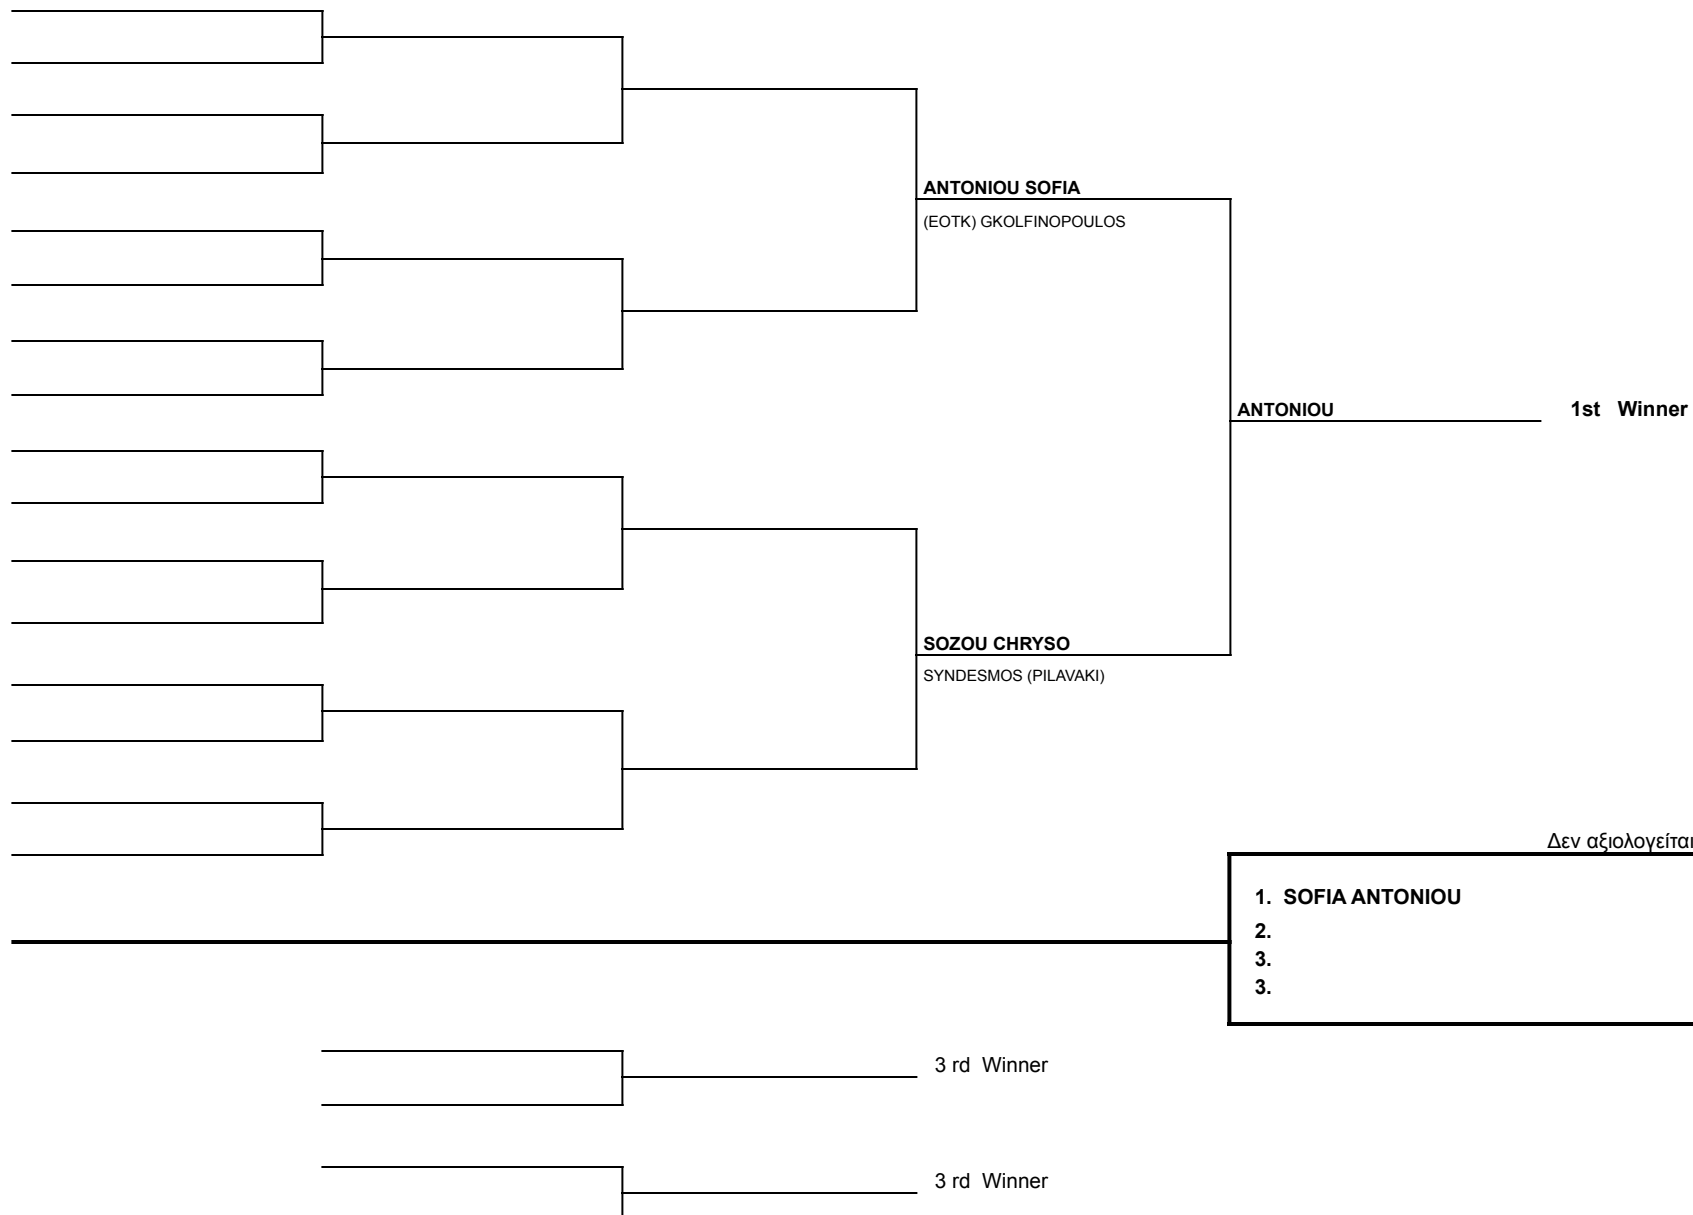 ANTONIOU SOFIA
(EOTK) GKOLFINOPOULOS
ANTONIOU
1st Winner
SOZOU CHRYSO
SYNDESMOS (PILAVAKI)
Δεν αξιολογείται
1. SOFIA ANTONIOU
2.
3.
3.
3 rd Winner
3 rd Winner